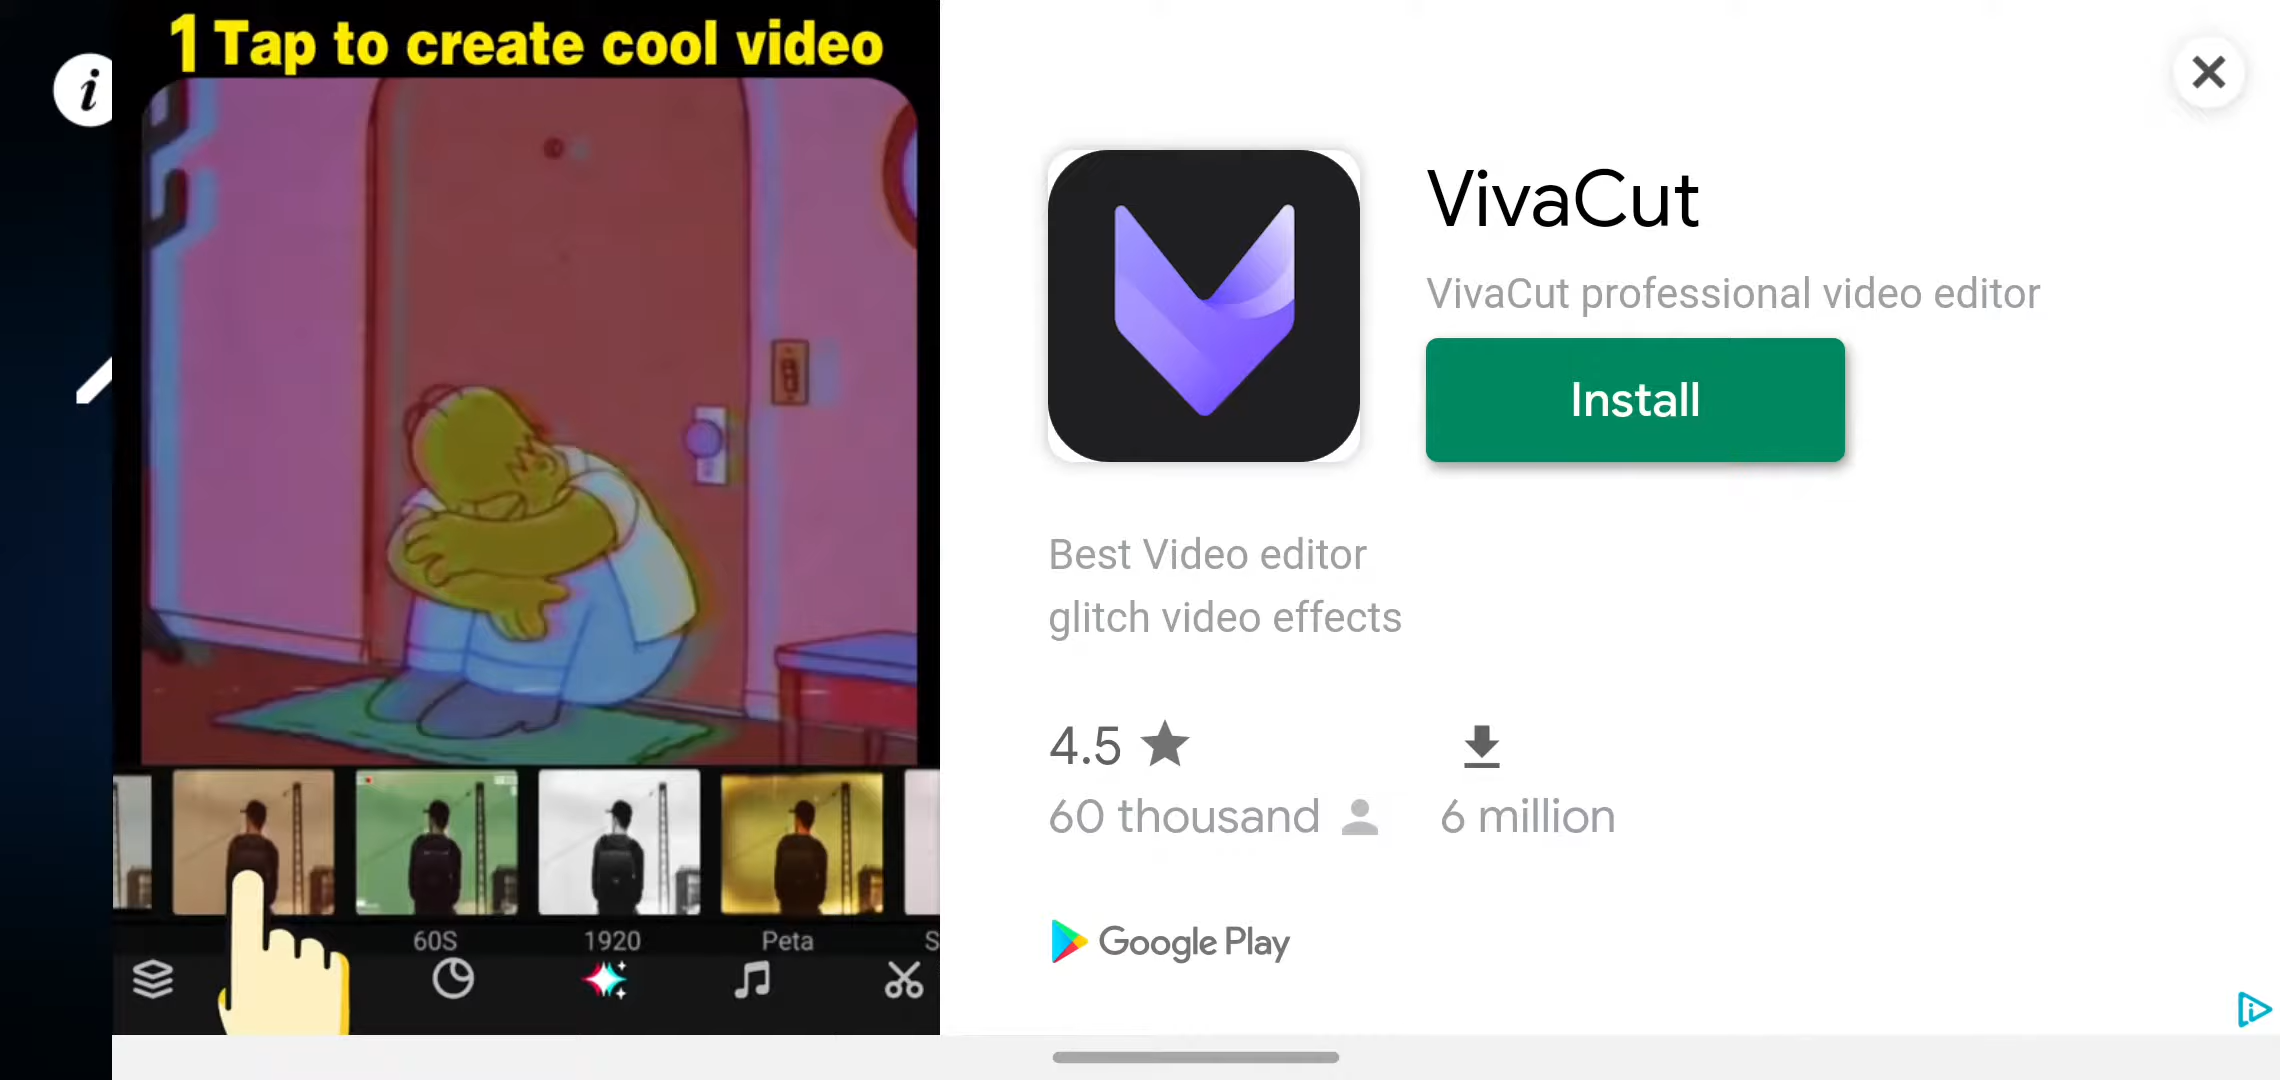 1 Tap to create cool video
60S
1920
Peta
S
VivaCut
VivaCut professional video editor
Install
Best Video editor
glitch video effects
4.5
60 thousand
6 million
Google Play